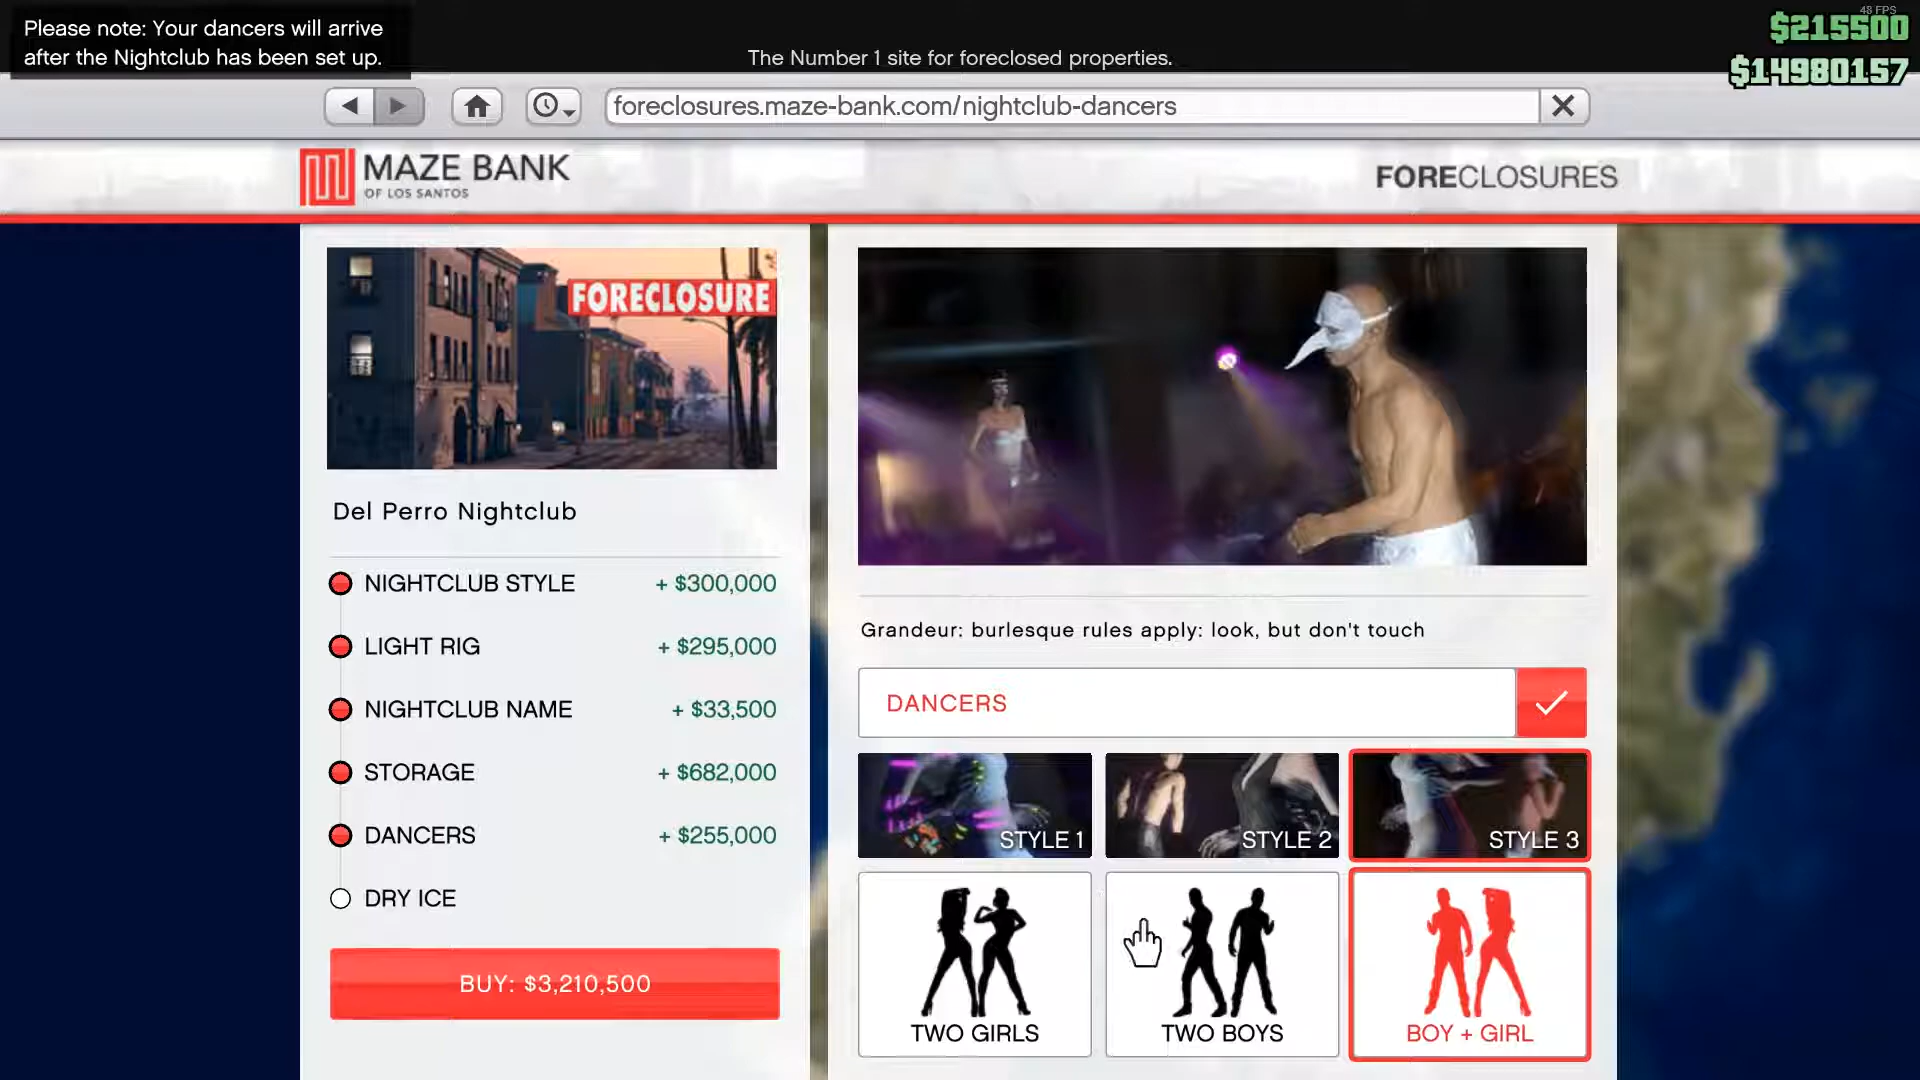 Please note: Your dancers will arrive
after the Nightclub has been set up.
The Number 1 site for foreclosed properties.
48 FPS
$215500
$14980157
foreclosures.maze-bank.com/nightclub-dancers
MAZE BANK
OF LOS SANTOS
FORECLOSURES
FORECLOSURE
Del Perro Nightclub
NIGHTCLUB STYLE + $300,000
LIGHT RIG + $295,000
NIGHTCLUB NAME + $33,500
STORAGE + $682,000
DANCERS + $255,000
DRY ICE
BUY: $3,210,500
Grandeur: burlesque rules apply: look, but don't touch
DANCERS
STYLE 1
STYLE 2
STYLE 3
TWO GIRLS
TWO BOYS
BOY + GIRL